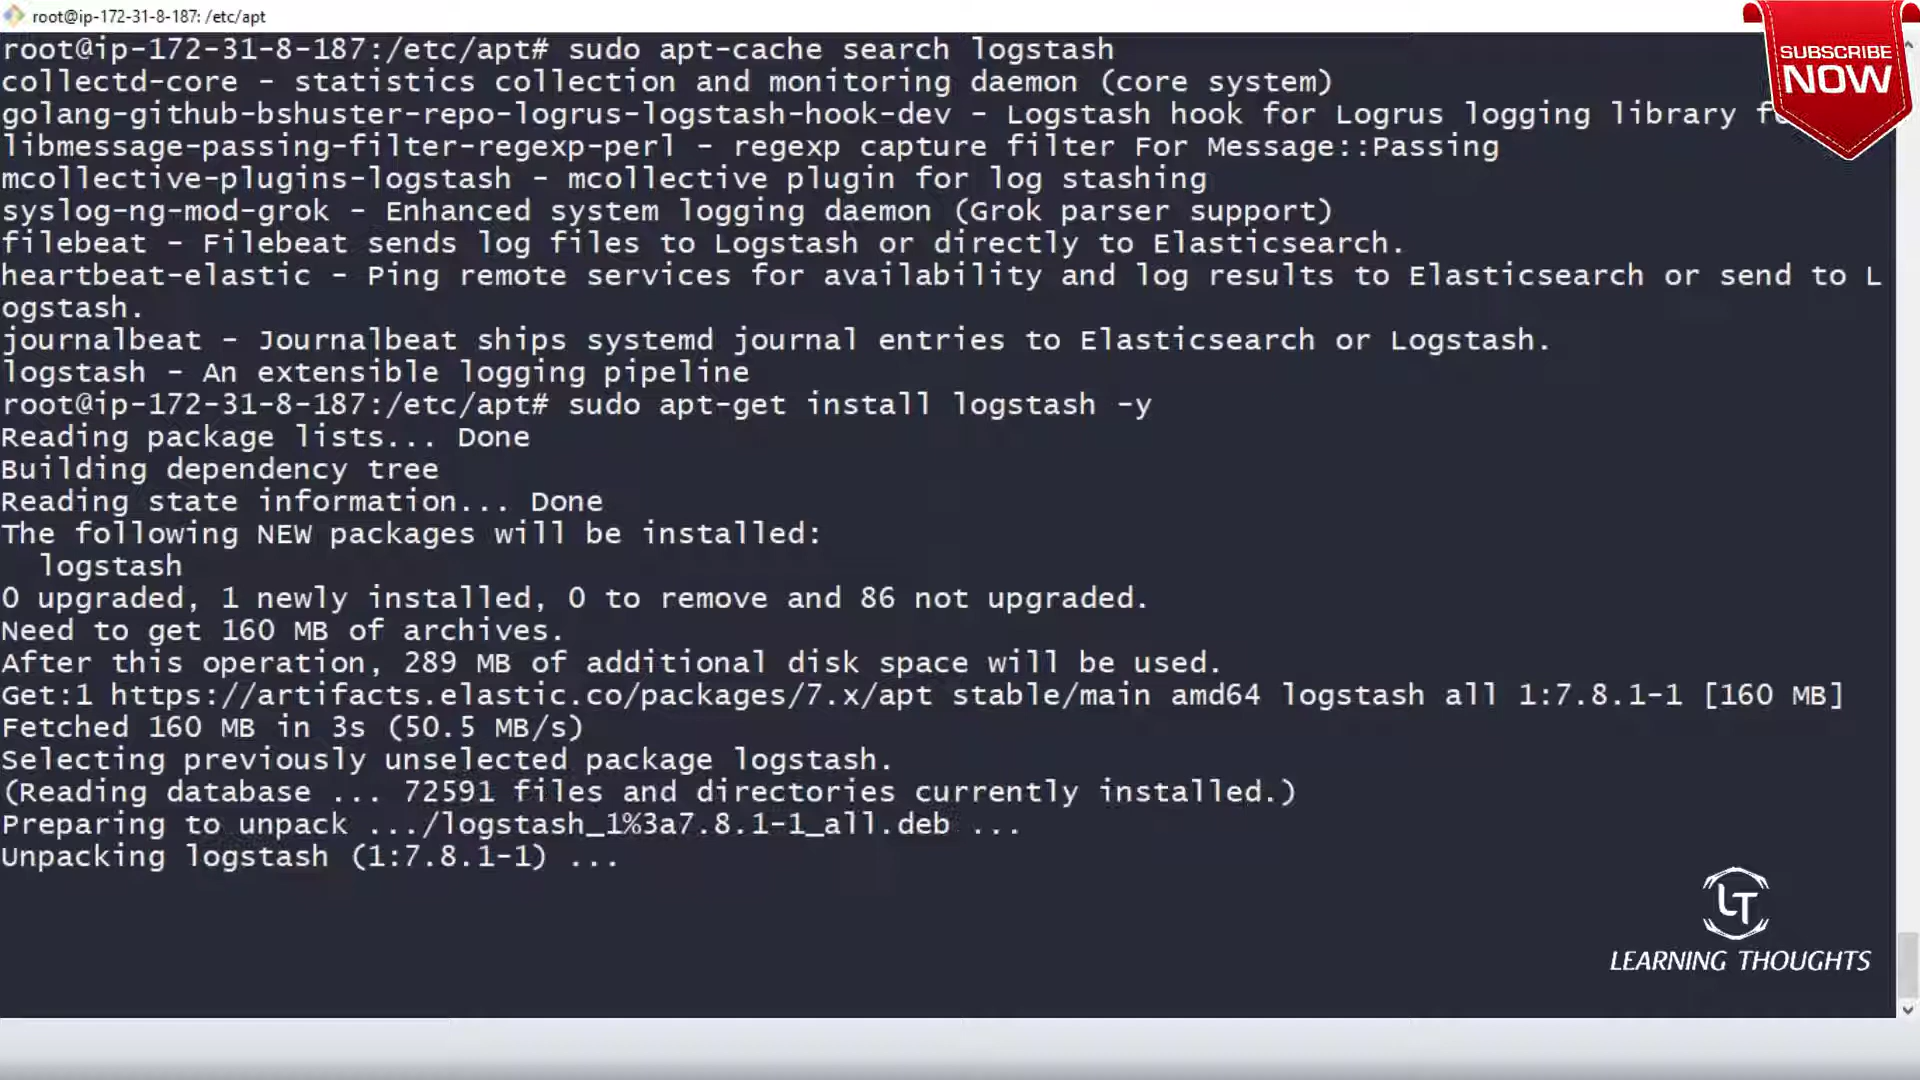 root@ip-172-31-8-187: /etc/apt
root@ip-172-31-8-187:/etc/apt# sudo apt-cache search logstash
collectd-core - statistics collection and monitoring daemon (core system)
golang-github-bshuster-repo-logrus-logstash-hook-dev - Logstash hook for Logrus logging library
libmessage-passing-filter-regexp-perl - regexp capture filter For Message::Passing
mcollective-plugins-logstash - mcollective plugin for log stashing
syslog-ng-mod-grok - Enhanced system logging daemon (Grok parser support)
filebeat - Filebeat sends log files to Logstash or directly to Elasticsearch.
heartbeat-elastic - Ping remote services for availability and log results to Elasticsearch or send to L
ogstash.
journalbeat - Journalbeat ships systemd journal entries to Elasticsearch or Logstash.
logstash - An extensible logging pipeline
root@ip-172-31-8-187:/etc/apt# sudo apt-get install logstash -y
Reading package lists... Done
Building dependency tree
Reading state information... Done
The following NEW packages will be installed:
  logstash
0 upgraded, 1 newly installed, 0 to remove and 86 not upgraded.
Need to get 160 MB of archives.
After this operation, 289 MB of additional disk space will be used.
Get:1 https://artifacts.elastic.co/packages/7.x/apt stable/main amd64 logstash all 1:7.8.1-1 [160 MB]
Fetched 160 MB in 3s (50.5 MB/s)
Selecting previously unselected package logstash.
(Reading database ... 72591 files and directories currently installed.)
Preparing to unpack .../logstash_1%3a7.8.1-1_all.deb ...
Unpacking logstash (1:7.8.1-1) ...
SUBSCRIBE
NOW
LT
LEARNING THOUGHTS